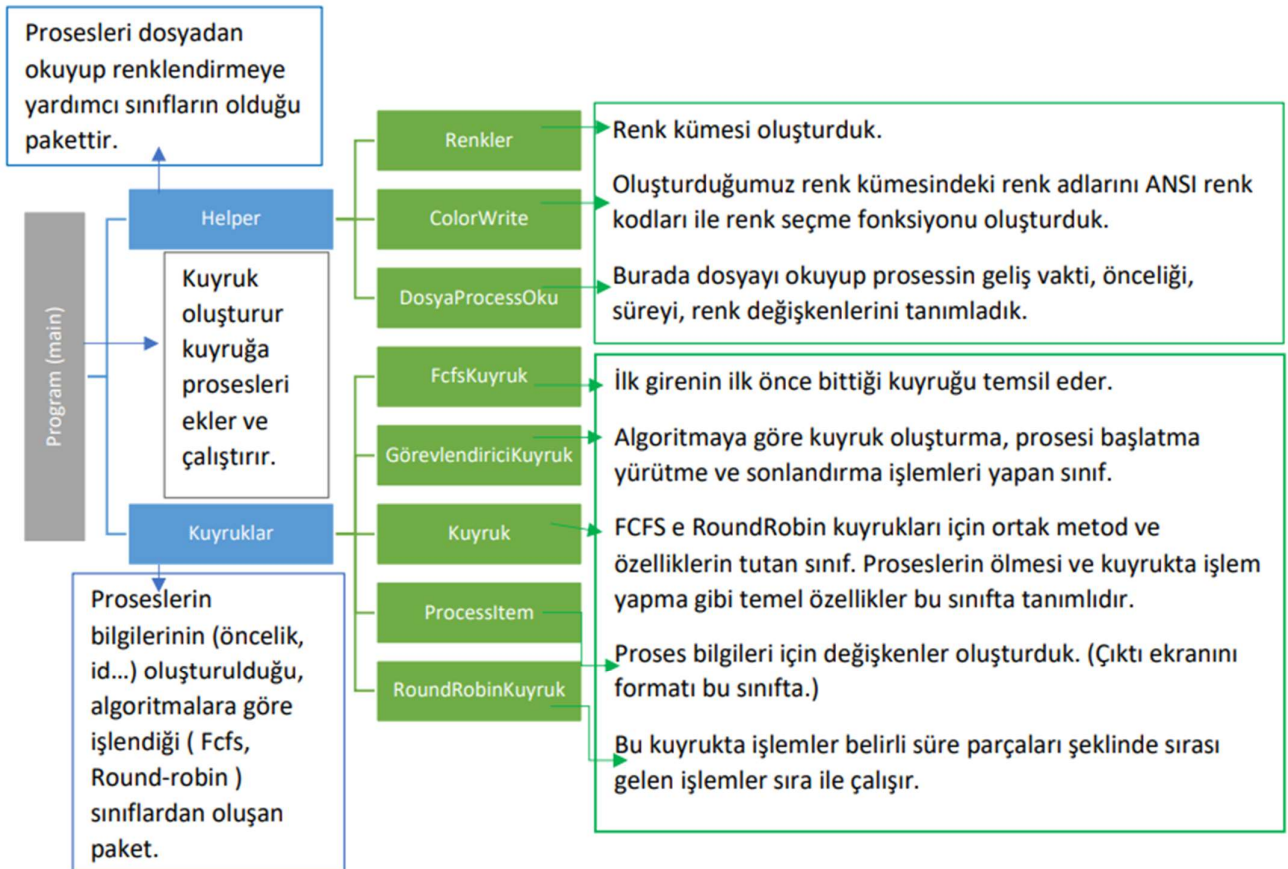 Prosesleri dosyadan
okuyup renklendirmeye
yardımcı sınıfların olduğu
pakettir.
Program (main)
Helper
Kuyruk
oluşturur
kuyruğa
prosesleri
ekler ve
çalıştırır.
Kuyruklar
Proseslerin
bilgilerinin (öncelik,
id...) oluşturulduğu,
algoritmalara göre
işlendiği ( Fcfs,
Round-robin )
sınıflardan oluşan
paket.
Renkler
ColorWrite
DosyaProcessOku
FcfsKuyruk
GörevlendiriciKuyruk
Kuyruk
ProcessItem
RoundRobinKuyruk
Renk kümesi oluşturduk.
Oluşturduğumuz renk kümesindeki renk adlarını ANSI renk
kodları ile renk seçme fonksiyonu oluşturduk.
Burada dosyayı okuyup prosessin geliş vakti, önceliği,
süreyi, renk değişkenlerini tanımladık.
İlk girenin ilk önce bittiği kuyruğu temsil eder.
Algoritmaya göre kuyruk oluşturma, prosesi başlatma
yürütme ve sonlandırma işlemleri yapan sınıf.
FCFS e RoundRobin kuyrukları için ortak metod ve
özelliklerin tutan sınıf. Proseslerin ölmesi ve kuyrukta işlem
yapma gibi temel özellikler bu sınıfta tanımlıdır.
Proses bilgileri için değişkenler oluşturduk. (Çıktı ekranını
formatı bu sınıfta.)
Bu kuyrukta işlemler belirli süre parçaları şeklinde sırası
gelen işlemler sıra ile çalışır.